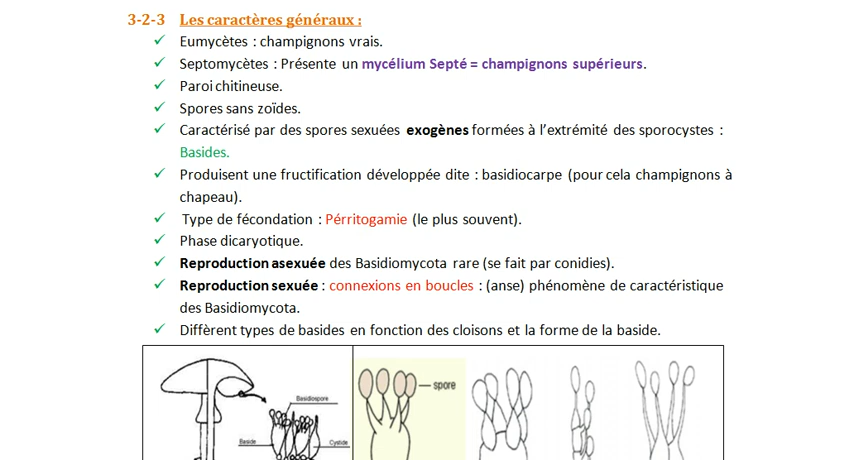 3-2-3 Les caractères généraux :
✓ Eumycètes : champignons vrais.
✓ Septomycètes : Présente un mycélium Septé = champignons supérieurs.
✓ Paroi chitineuse.
✓ Spores sans zoïdes.
✓ Caractérisé par des spores sexuées exogènes formées à l'extrémité des sporocystes :
Basides.
✓ Produisent une fructification développée dite : basidiocarpe (pour cela champignons à
chapeau).
✓ Type de fécondation : Pérritogamie (le plus souvent).
✓ Phase dicaryotique.
✓ Reproduction asexuée des Basidiomycota rare (se fait par conidies).
✓ Reproduction sexuée : connexions en boucles : (anse) phénomène de caractéristique
des Basidiomycota.
✓ Diffèrent types de basides en fonction des cloisons et la forme de la baside.
spore
Basidiospore
Baside
Cystide